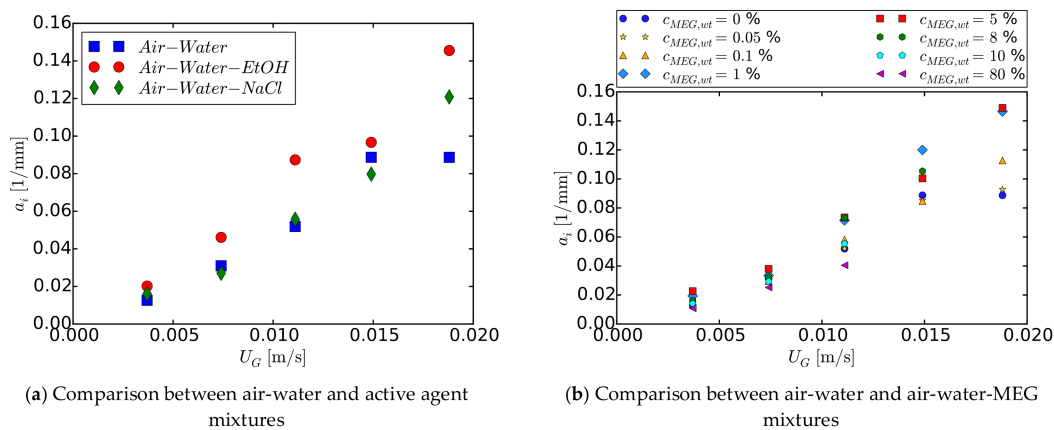 0.16
0.14
0.12
0.10
0.08
0.06
0.04
0.02
0.00
a_i [1/mm]
Air−Water
Air−Water−EtOH
Air−Water−NaCl
0.000 0.005 0.010 0.015 0.020
U_G [m/s]
(a) Comparison between air-water and active agent
mixtures
c_MEG,wt = 0 %
c_MEG,wt = 0.05 %
c_MEG,wt = 0.1 %
c_MEG,wt = 1 %
c_MEG,wt = 5 %
c_MEG,wt = 8 %
c_MEG,wt = 10 %
c_MEG,wt = 80 %
0.16
0.14
0.12
0.10
0.08
0.06
0.04
0.02
0.00
a_i [1/mm]
0.000 0.005 0.010 0.015 0.020
U_G [m/s]
(b) Comparison between air-water and air-water-MEG
mixtures